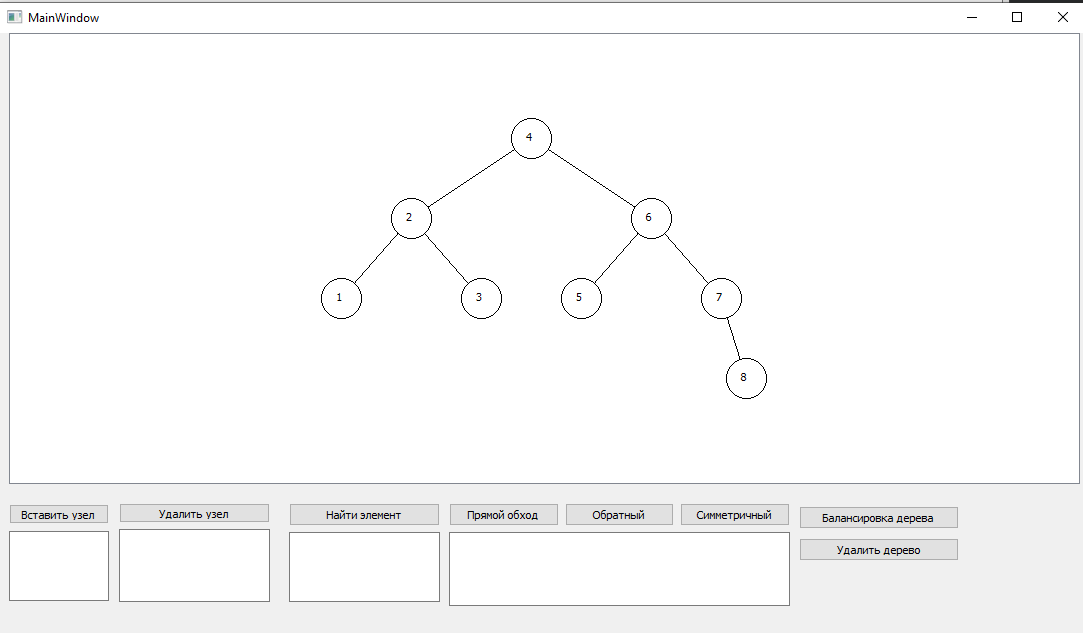 MainWindow
4
2
6
1
3
5
7
8
Вставить узел
Удалить узел
Найти элемент
Прямой обход
Обратный
Симметричный
Балансировка дерева
Удалить дерево